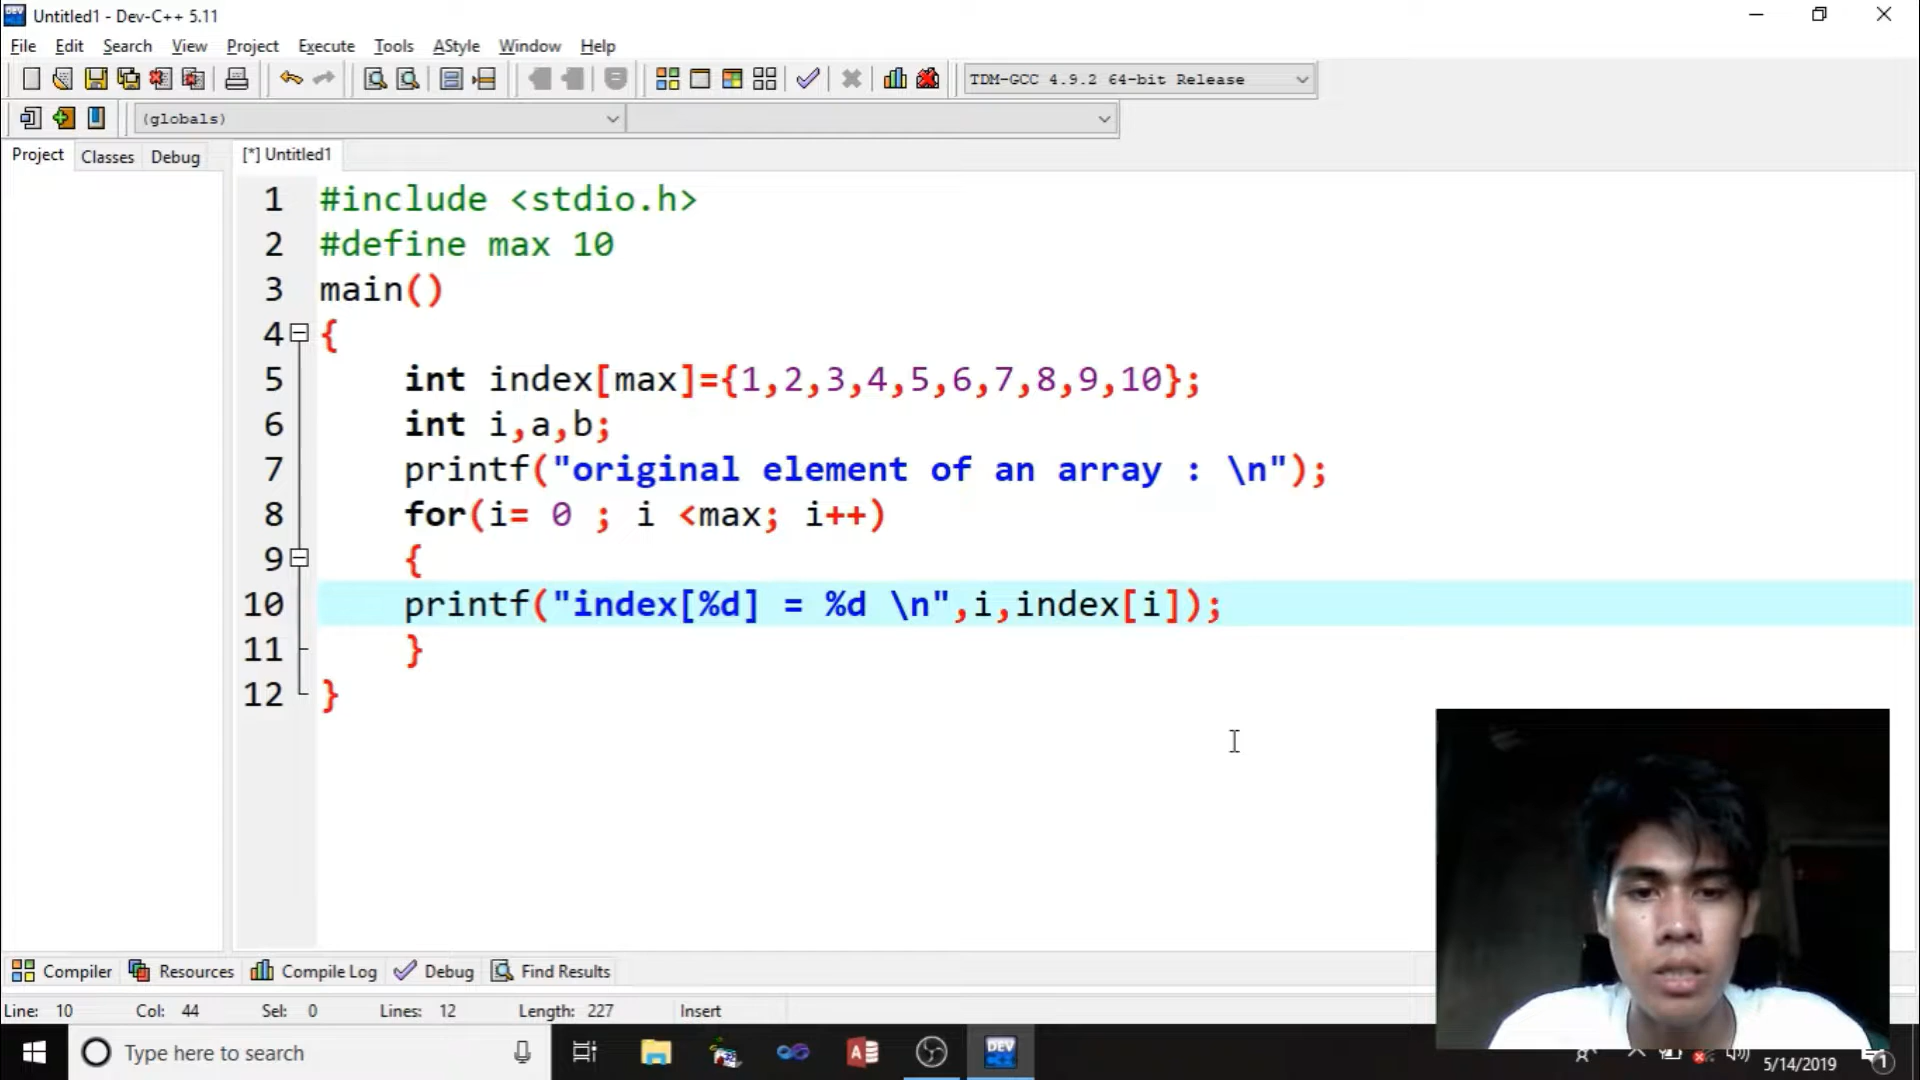 Untitled1 - Dev-C++ 5.11
File Edit Search View Project Execute Tools AStyle Window Help
TDM-GCC 4.9.2 64-bit Release
(globals)
Project Classes Debug [*] Untitled1
1 #include <stdio.h>
2 #define max 10
3 main()
4 {
5 int index[max]={1,2,3,4,5,6,7,8,9,10};
6 int i,a,b;
7 printf("original element of an array : \n");
8 for(i= 0 ; i <max; i++)
9 {
10 printf("index[%d] = %d \n",i,index[i]);
11 }
12 }
Compiler Resources Compile Log Debug Find Results
Line: 10 Col: 44 Sel: 0 Lines: 12 Length: 227 Insert
Type here to search
DEV
5/14/2019
1